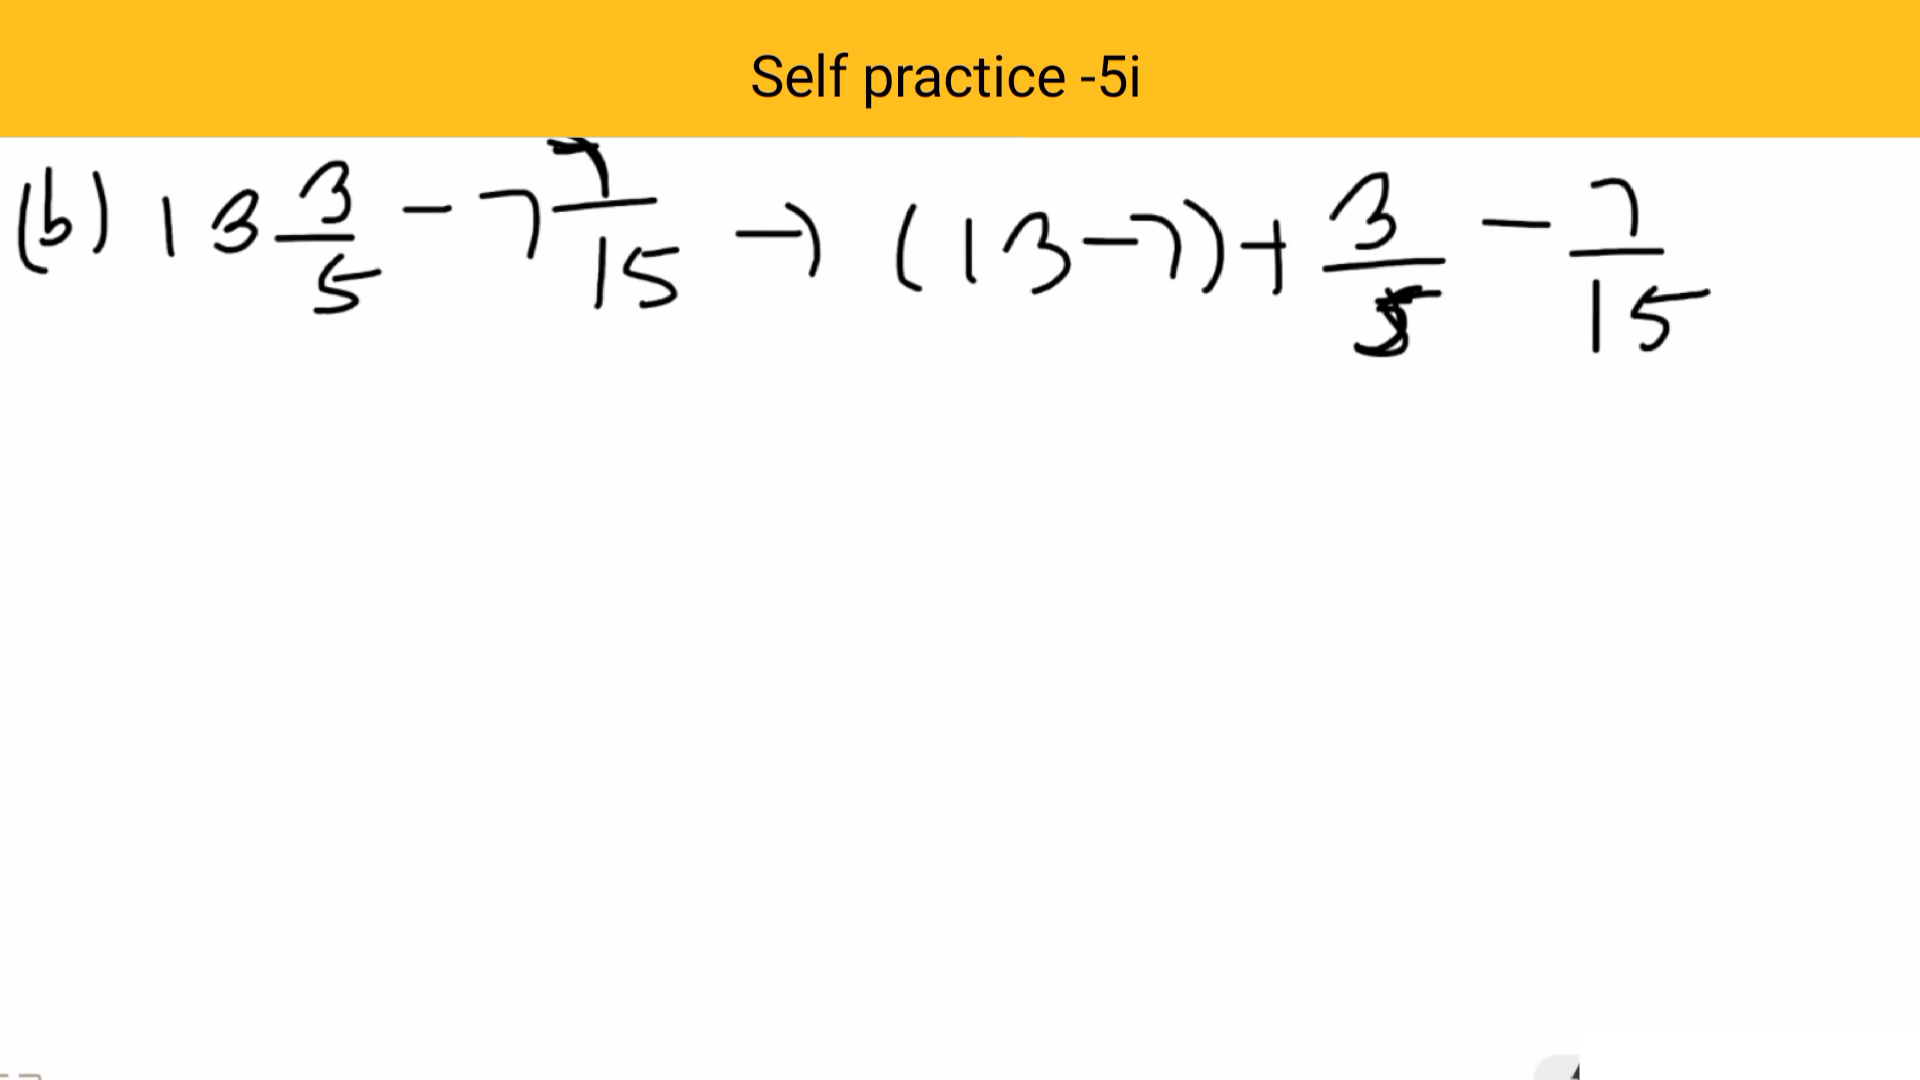 Self practice -5i
(b) 13 3/5 - 7 7/15 → (13-7) + 3/5 - 7/15